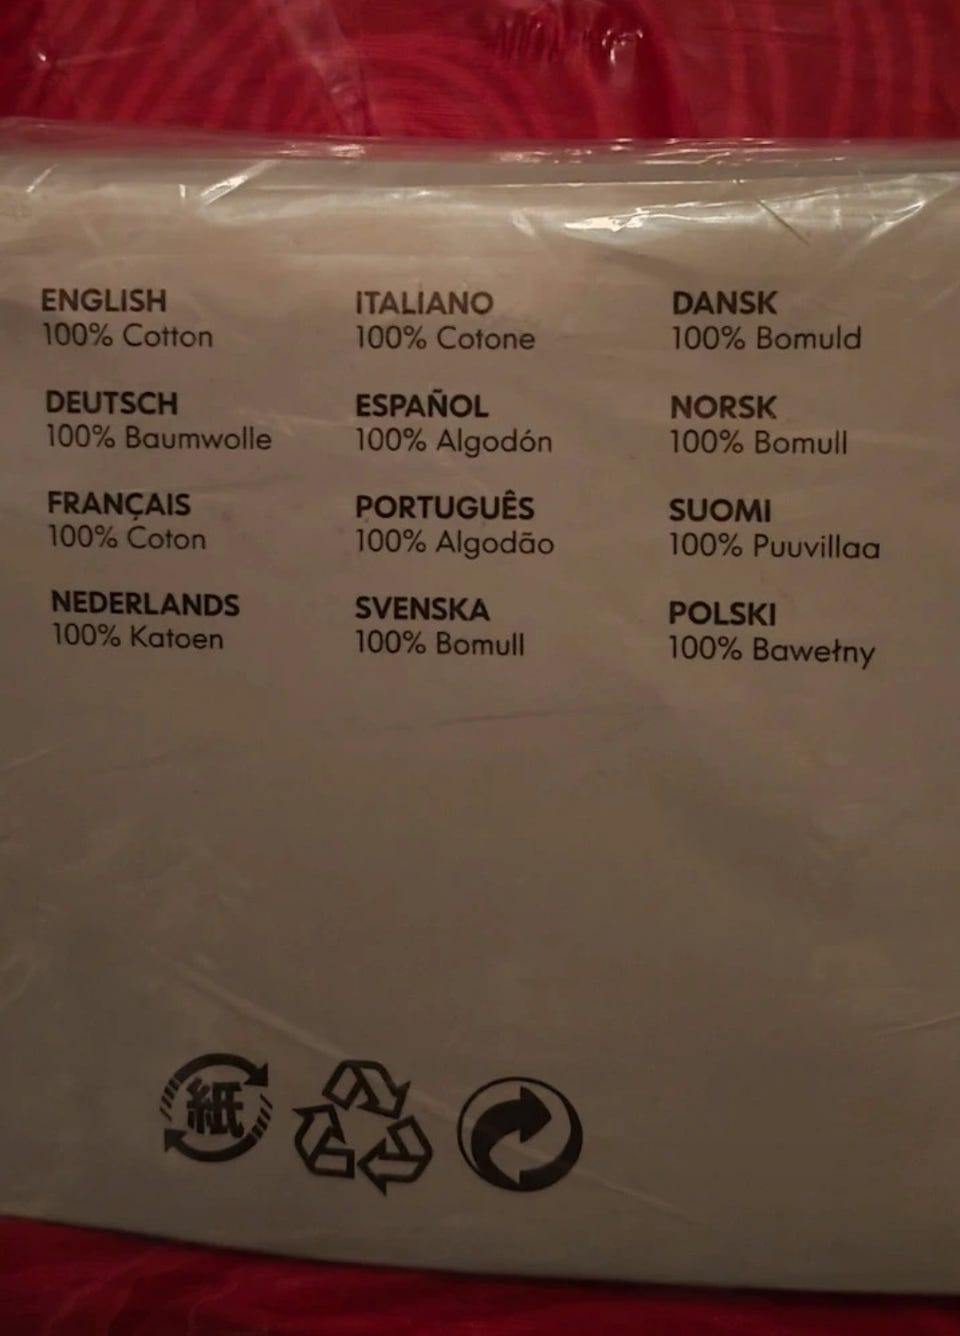 ENGLISH
100% Cotton
DEUTSCH
100% Baumwolle
FRANÇAIS
100% Coton
NEDERLANDS
100% Katoen
ITALIANO
100% Cotone
ESPAÑOL
100% Algodón
PORTUGUÊS
100% Algodão
SVENSKA
100% Bomull
DANSK
100% Bomuld
NORSK
100% Bomull
SUOMI
100% Puuvillaa
POLSKI
100% Bawełny
紙